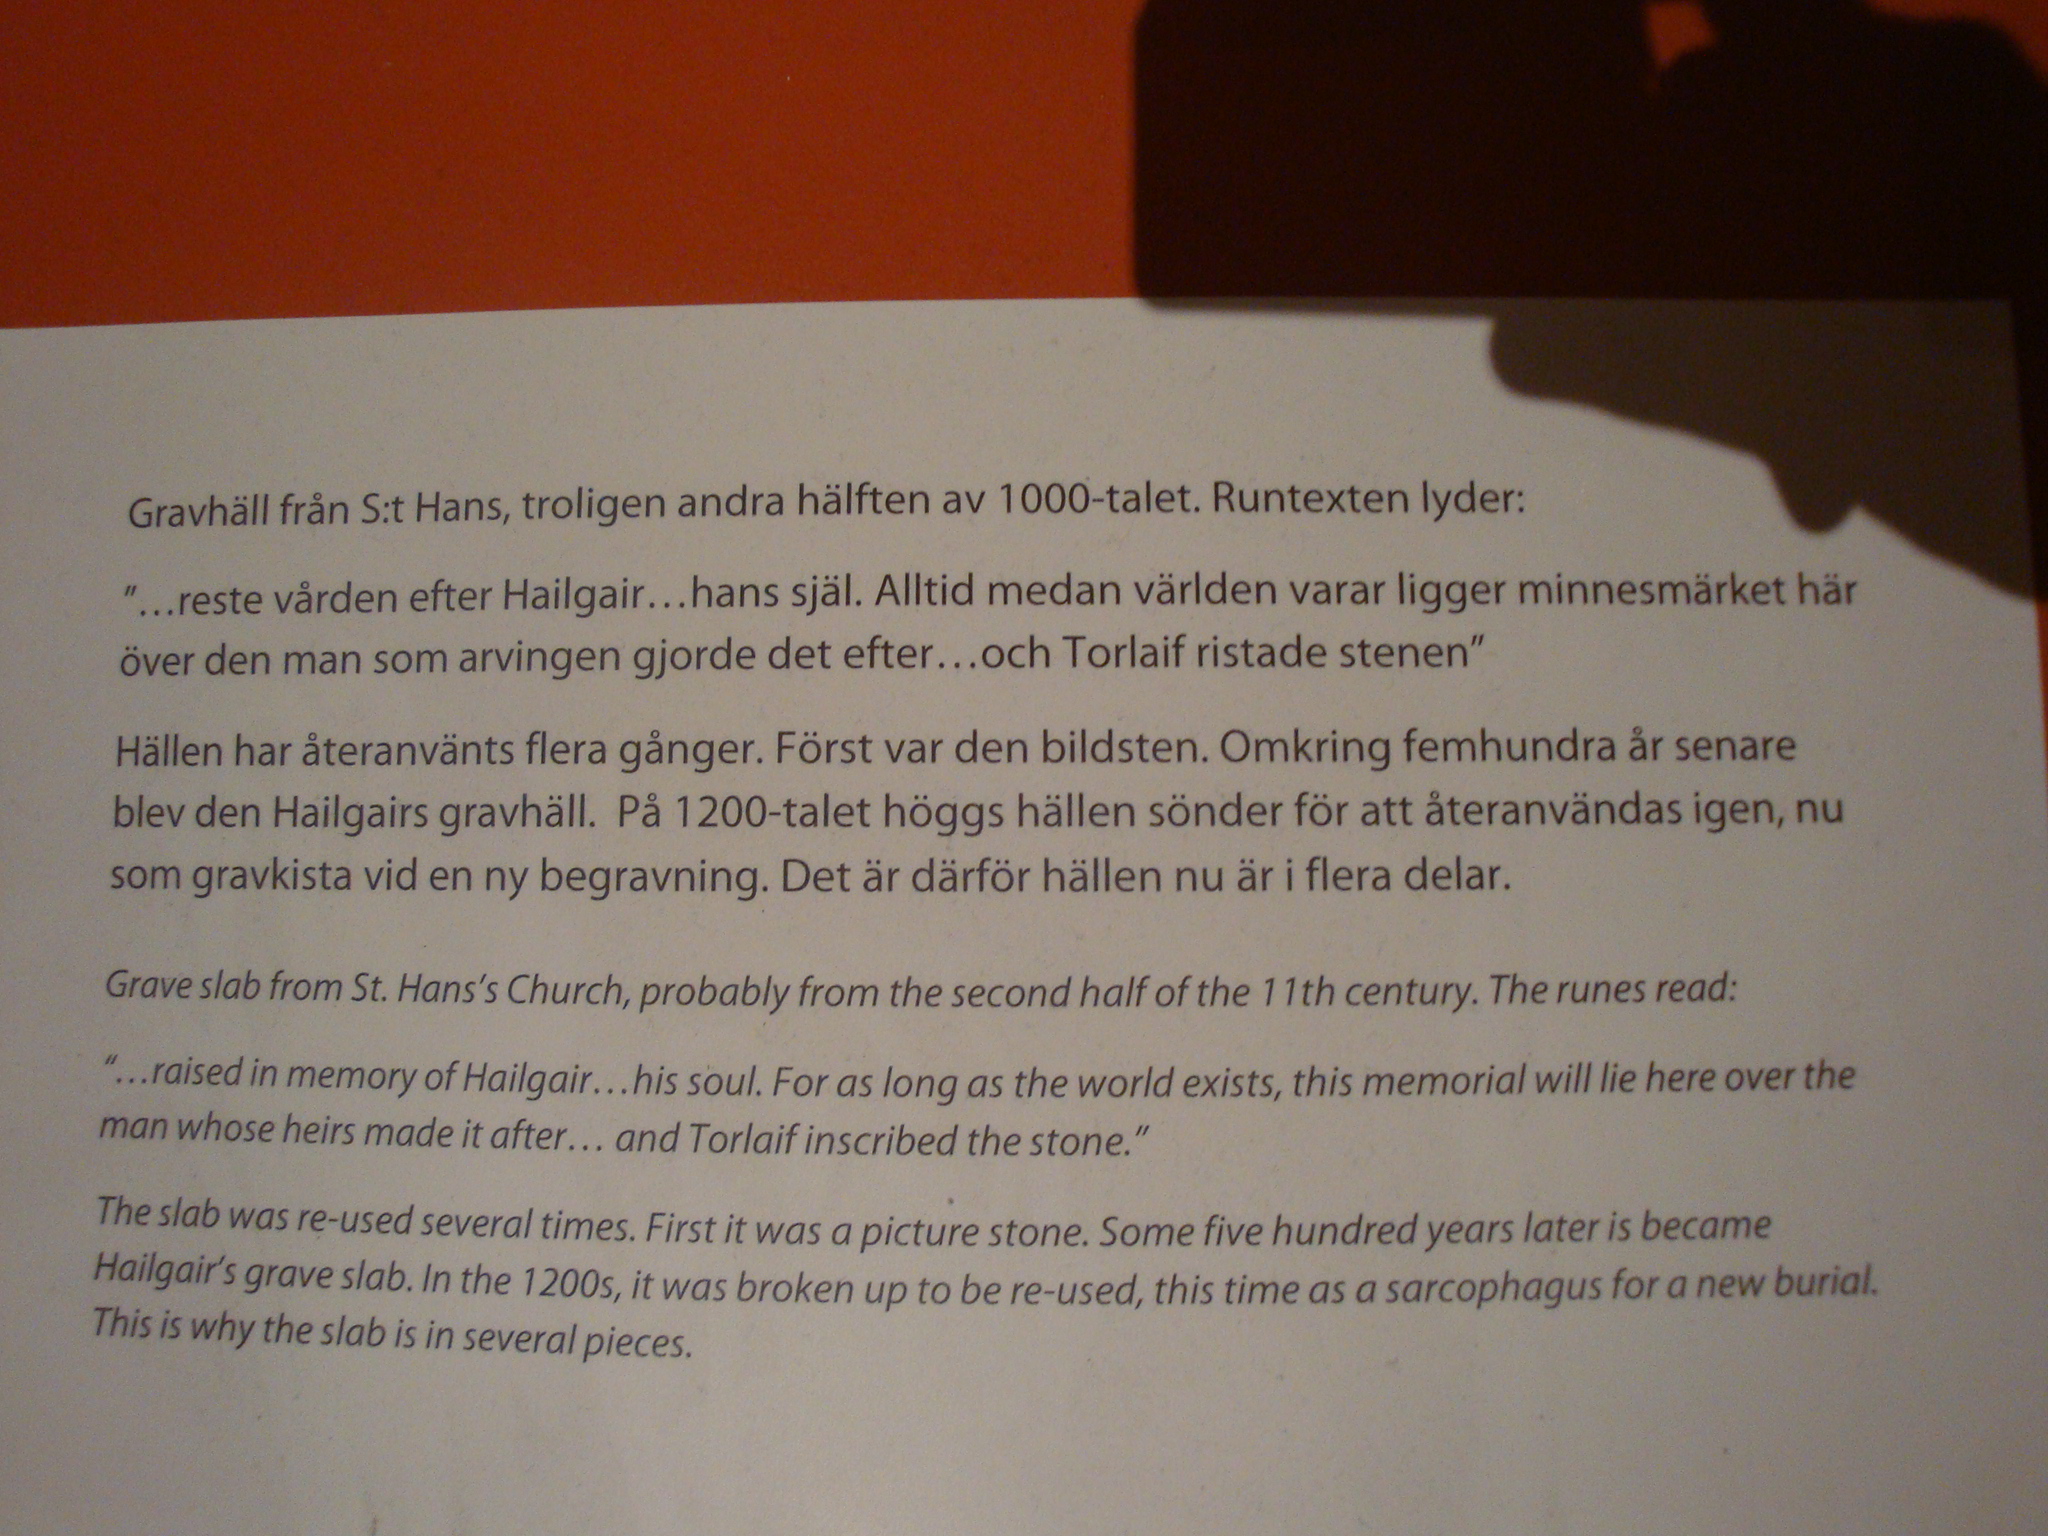 Gravhäll från S:t Hans, troligen andra hälften av 1000-talet. Runtexten lyder:
”…reste vården efter Hailgair…hans själ. Alltid medan världen varar ligger minnesmärket här
över den man som arvingen gjorde det efter…och Torlaif ristade stenen”
Hällen har återanvänts flera gånger. Först var den bildsten. Omkring femhundra år senare
blev den Hailgairs gravhäll. På 1200-talet höggs hällen sönder för att återanvändas igen, nu
som gravkista vid en ny begravning. Det är därför hällen nu är i flera delar.
Grave slab from St. Hans’s Church, probably from the second half of the 11th century. The runes read:
“…raised in memory of Hailgair…his soul. For as long as the world exists, this memorial will lie here over the
man whose heirs made it after… and Torlaif inscribed the stone.”
The slab was re-used several times. First it was a picture stone. Some five hundred years later is became
Hailgair’s grave slab. In the 1200s, it was broken up to be re-used, this time as a sarcophagus for a new burial.
This is why the slab is in several pieces.